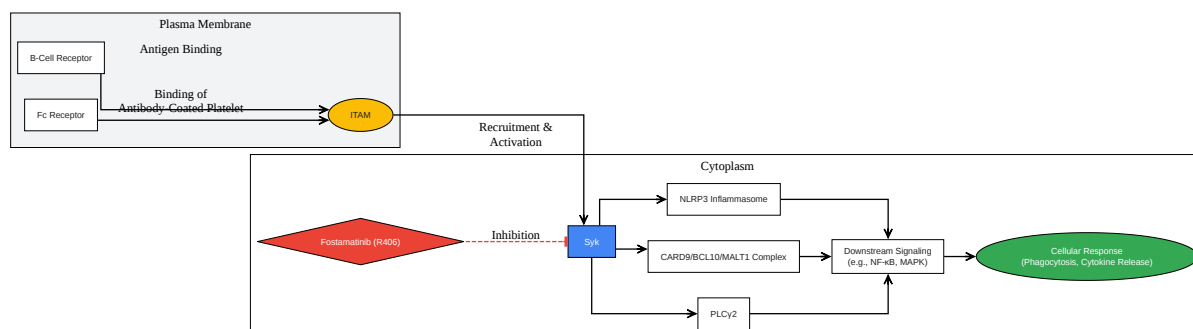 Plasma Membrane
B-Cell Receptor
Antigen Binding
Binding of
Antibody-Coated Platelet
Fc Receptor
ITAM
Recruitment &
Activation
Cytoplasm
NLRP3 Inflammasome
Fostamatinib (R406)
Inhibition
Syk
CARD9/BCL10/MALT1 Complex
Downstream Signaling
(e.g., NF-κB, MAPK)
Cellular Response
(Phagocytosis, Cytokine Release)
PLCγ2